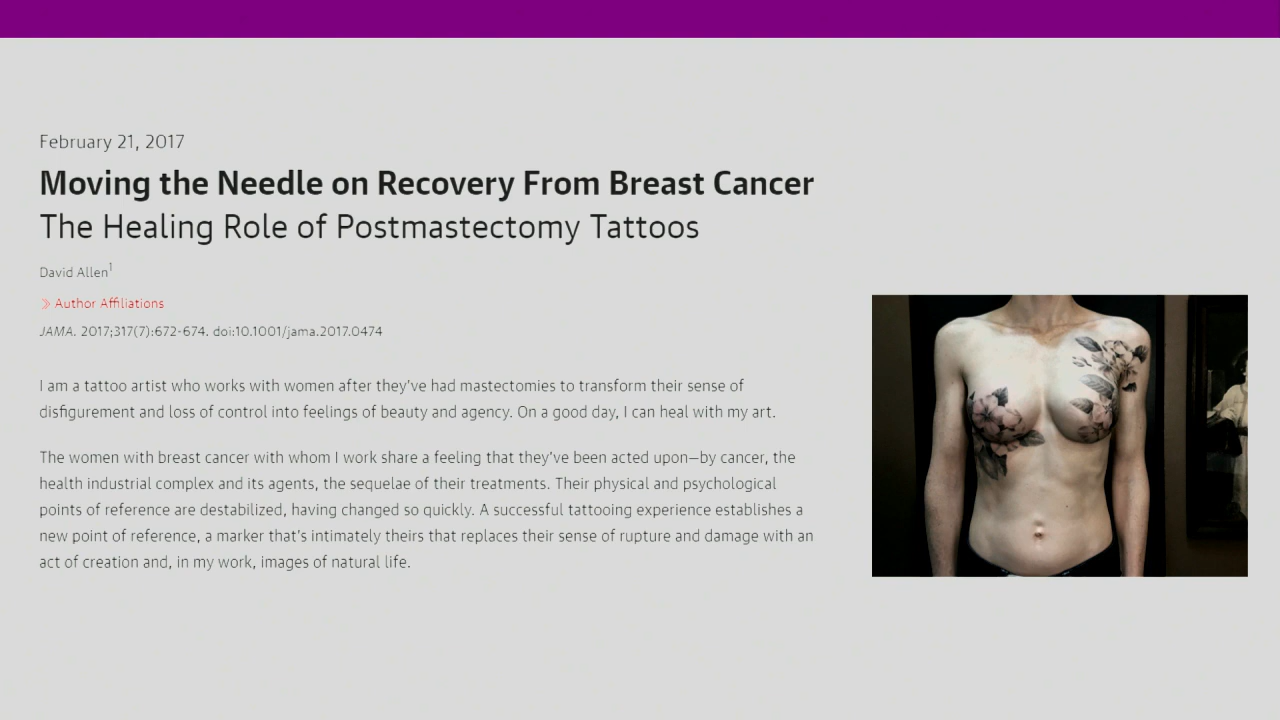 February 21, 2017
Moving the Needle on Recovery From Breast Cancer
The Healing Role of Postmastectomy Tattoos
David Allen1
» Author Affiliations
JAMA. 2017;317(7):672-674. doi:10.1001/jama.2017.0474
I am a tattoo artist who works with women after they've had mastectomies to transform their sense of
disfigurement and loss of control into feelings of beauty and agency. On a good day, I can heal with my art.
The women with breast cancer with whom I work share a feeling that they've been acted upon—by cancer, the
health industrial complex and its agents, the sequelae of their treatments. Their physical and psychological
points of reference are destabilized, having changed so quickly. A successful tattooing experience establishes a
new point of reference, a marker that's intimately theirs that replaces their sense of rupture and damage with an
act of creation and, in my work, images of natural life.